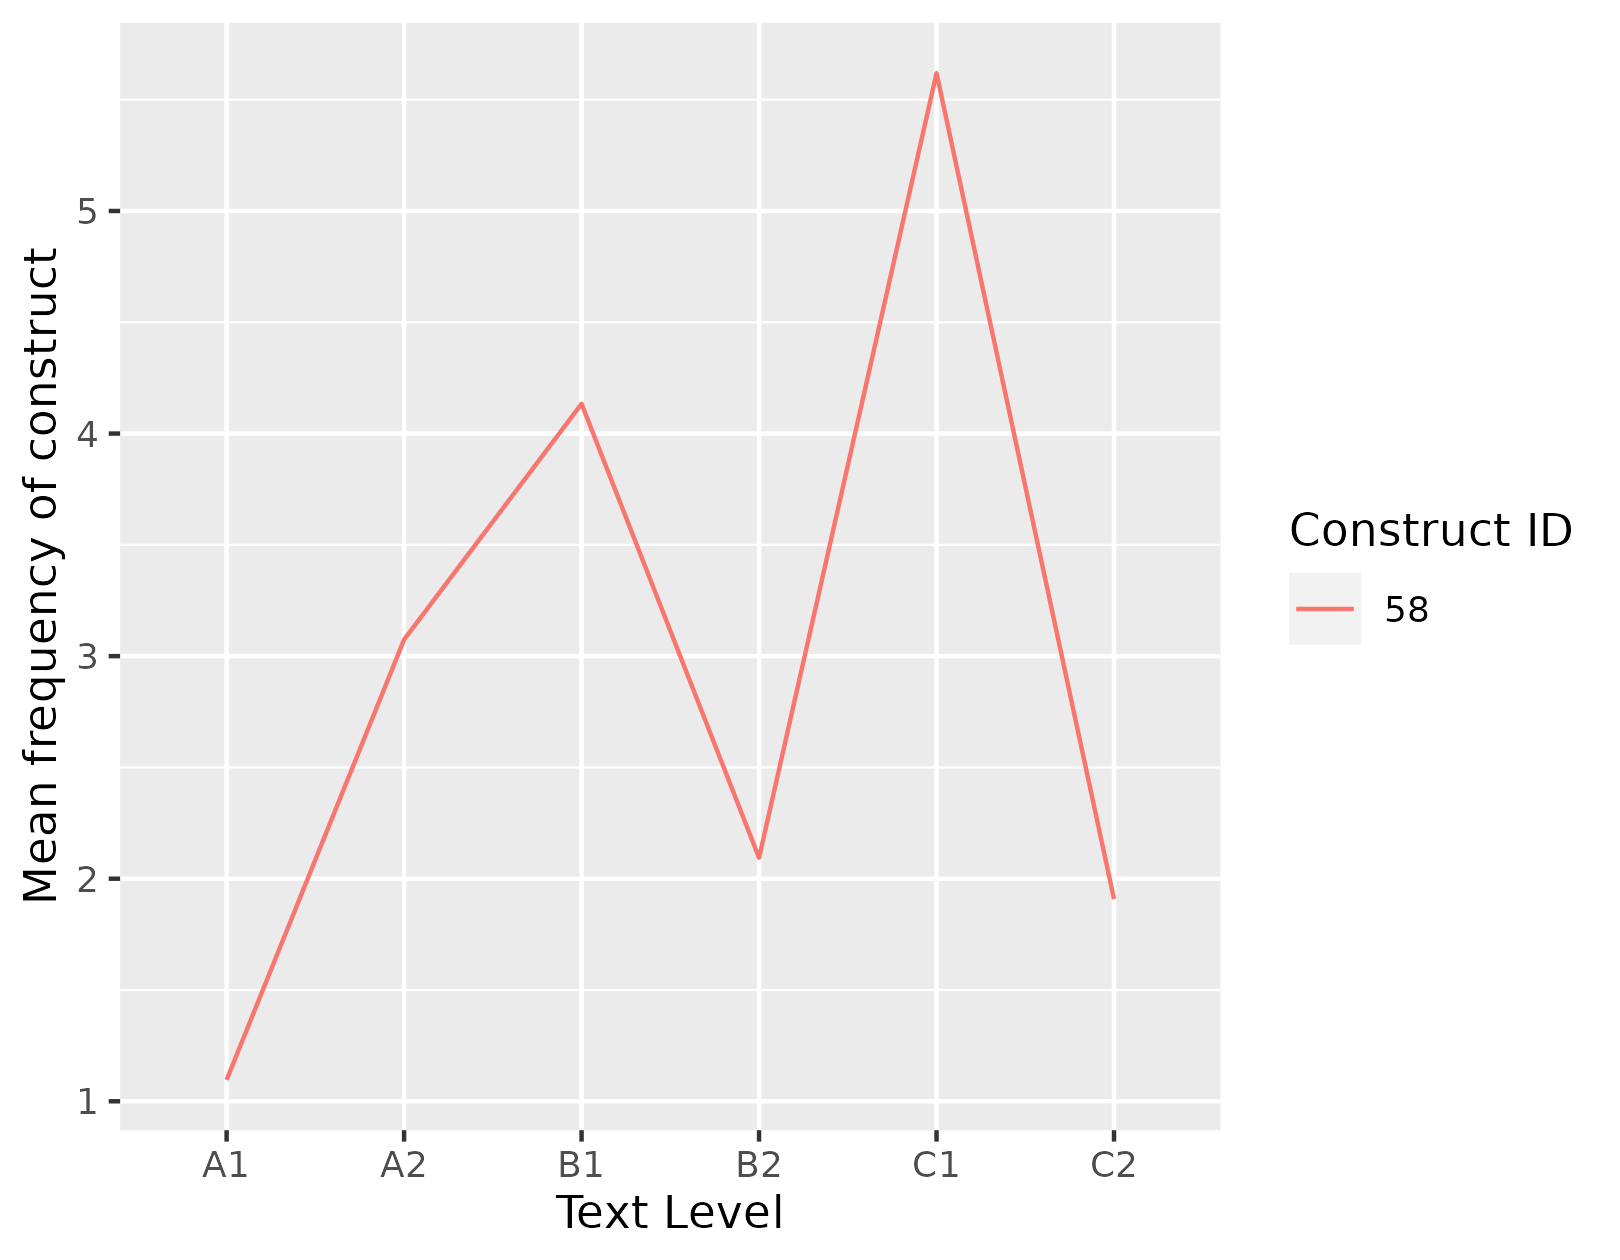 Mean frequency of construct
5
4
3
2
1
A1 A2 B1 B2 C1 C2
Text Level
Construct ID
58